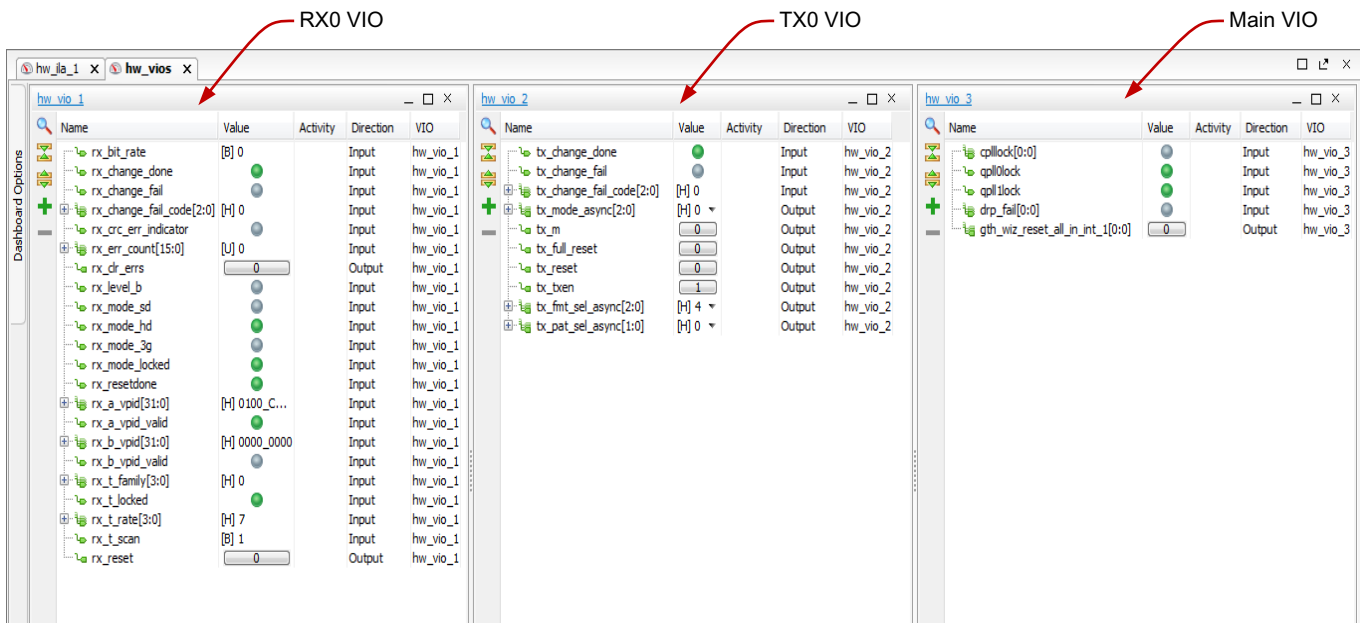 RX0 VIO
TX0 VIO
Main VIO
hw_ila_1 X hw_vios X
Dashboard Options
hw_vio_1
Name Value Activity Direction VIO
rx_bit_rate [B] 0 Input hw_vio_1
rx_change_done Input hw_vio_1
rx_change_fail Input hw_vio_1
rx_change_fail_code[2:0] [H] 0 Input hw_vio_1
rx_crc_err_indicator Input hw_vio_1
rx_err_count[15:0] [U] 0 Input hw_vio_1
rx_clr_errs 0 Output hw_vio_1
rx_level_b Input hw_vio_1
rx_mode_sd Input hw_vio_1
rx_mode_hd Input hw_vio_1
rx_mode_3g Input hw_vio_1
rx_mode_locked Input hw_vio_1
rx_resetdone Input hw_vio_1
rx_a_vpid[31:0] [H] 0100_C... Input hw_vio_1
rx_a_vpid_valid Input hw_vio_1
rx_b_vpid[31:0] [H] 0000_0000 Input hw_vio_1
rx_b_vpid_valid Input hw_vio_1
rx_t_family[3:0] [H] 0 Input hw_vio_1
rx_t_locked Input hw_vio_1
rx_t_rate[3:0] [H] 7 Input hw_vio_1
rx_t_scan [B] 1 Input hw_vio_1
rx_reset 0 Output hw_vio_1
hw_vio_2
Name Value Activity Direction VIO
tx_change_done Input hw_vio_2
tx_change_fail Input hw_vio_2
tx_change_fail_code[2:0] [H] 0 Input hw_vio_2
tx_mode_async[2:0] [H] 0 Output hw_vio_2
tx_m 0 Output hw_vio_2
tx_full_reset 0 Output hw_vio_2
tx_reset 0 Output hw_vio_2
tx_txen 1 Output hw_vio_2
tx_fmt_sel_async[2:0] [H] 4 Output hw_vio_2
tx_pat_sel_async[1:0] [H] 0 Output hw_vio_2
hw_vio_3
Name Value Activity Direction VIO
cplllock[0:0] Input hw_vio_3
qpll0lock Input hw_vio_3
qpll1lock Input hw_vio_3
drp_fail[0:0] Input hw_vio_3
gth_wiz_reset_all_in_int_1[0:0] 0 Output hw_vio_3